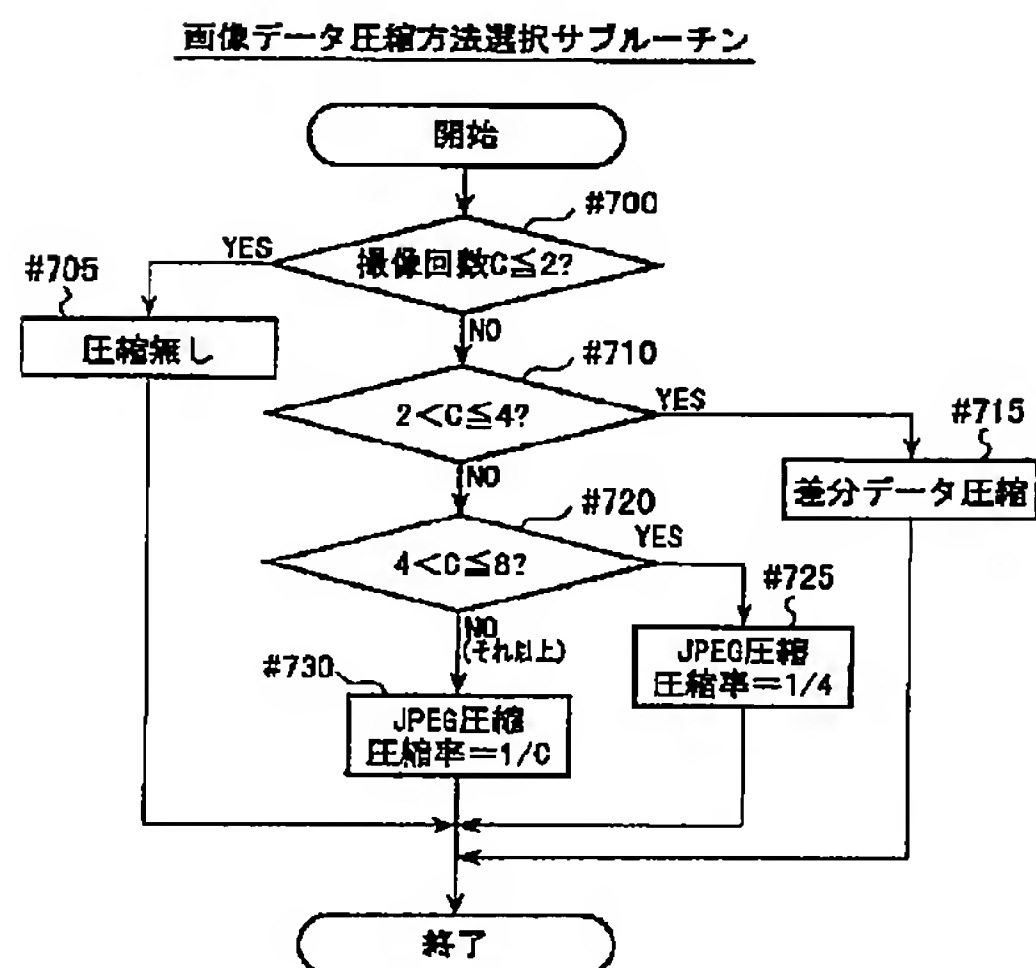 画像データ圧縮方法選択サブルーチン
開始
#700
撮像回数C≦2?
YES
#705
圧縮無し
NO
#710
2<C≦4?
YES
#715
差分データ圧縮
NO
#720
4<C≦8?
YES
#725
JPEG圧縮
圧縮率=1/4
NO
(それ以上)
#730
JPEG圧縮
圧縮率=1/C
終了